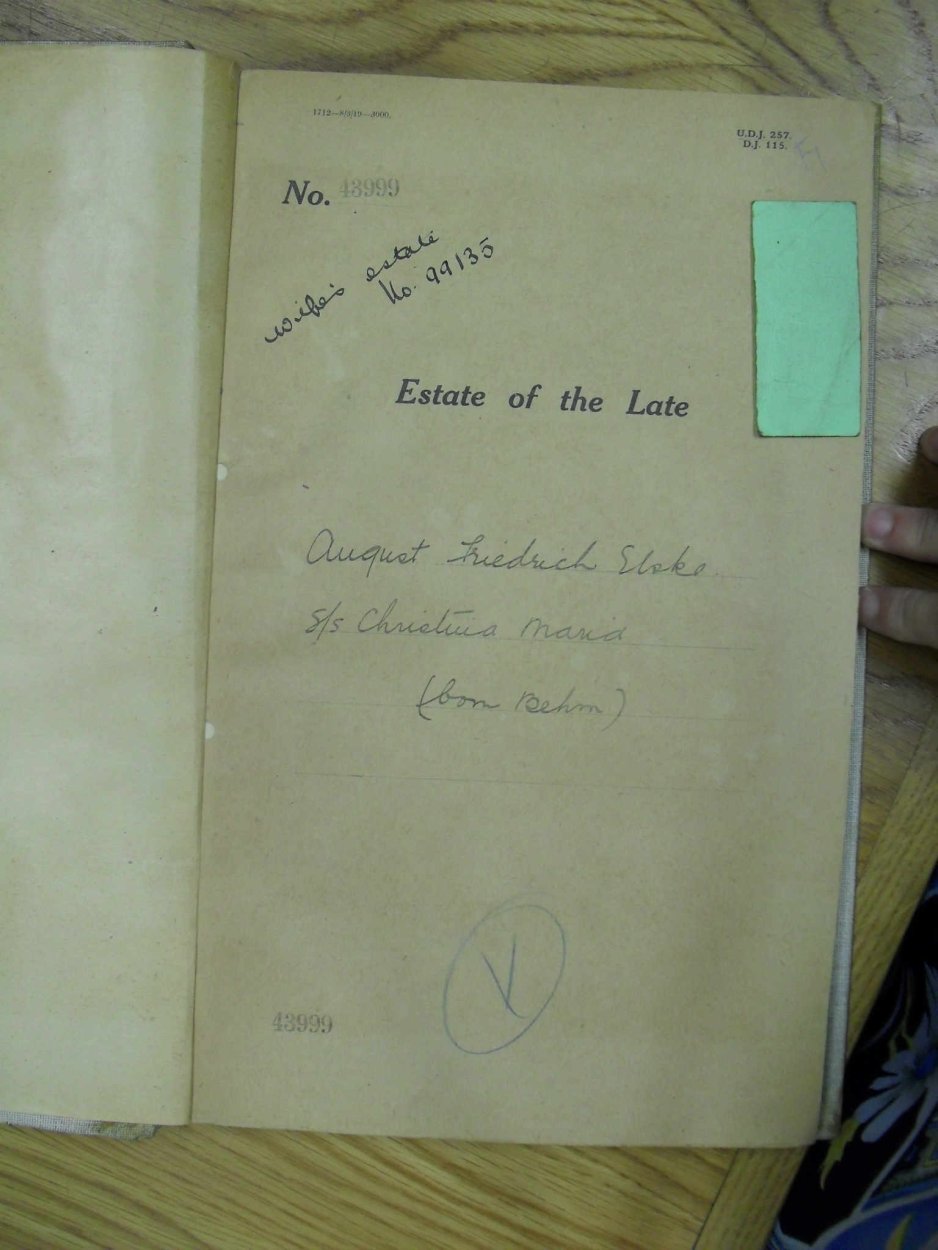 1712—8/3/19—3000.
U.D.J. 257.
D.J. 115.
No. 43999
wife's estate
No. 99135
Estate of the Late
August Friedrich Elske
s/s Christina Maria
(born Behm)
V
43999